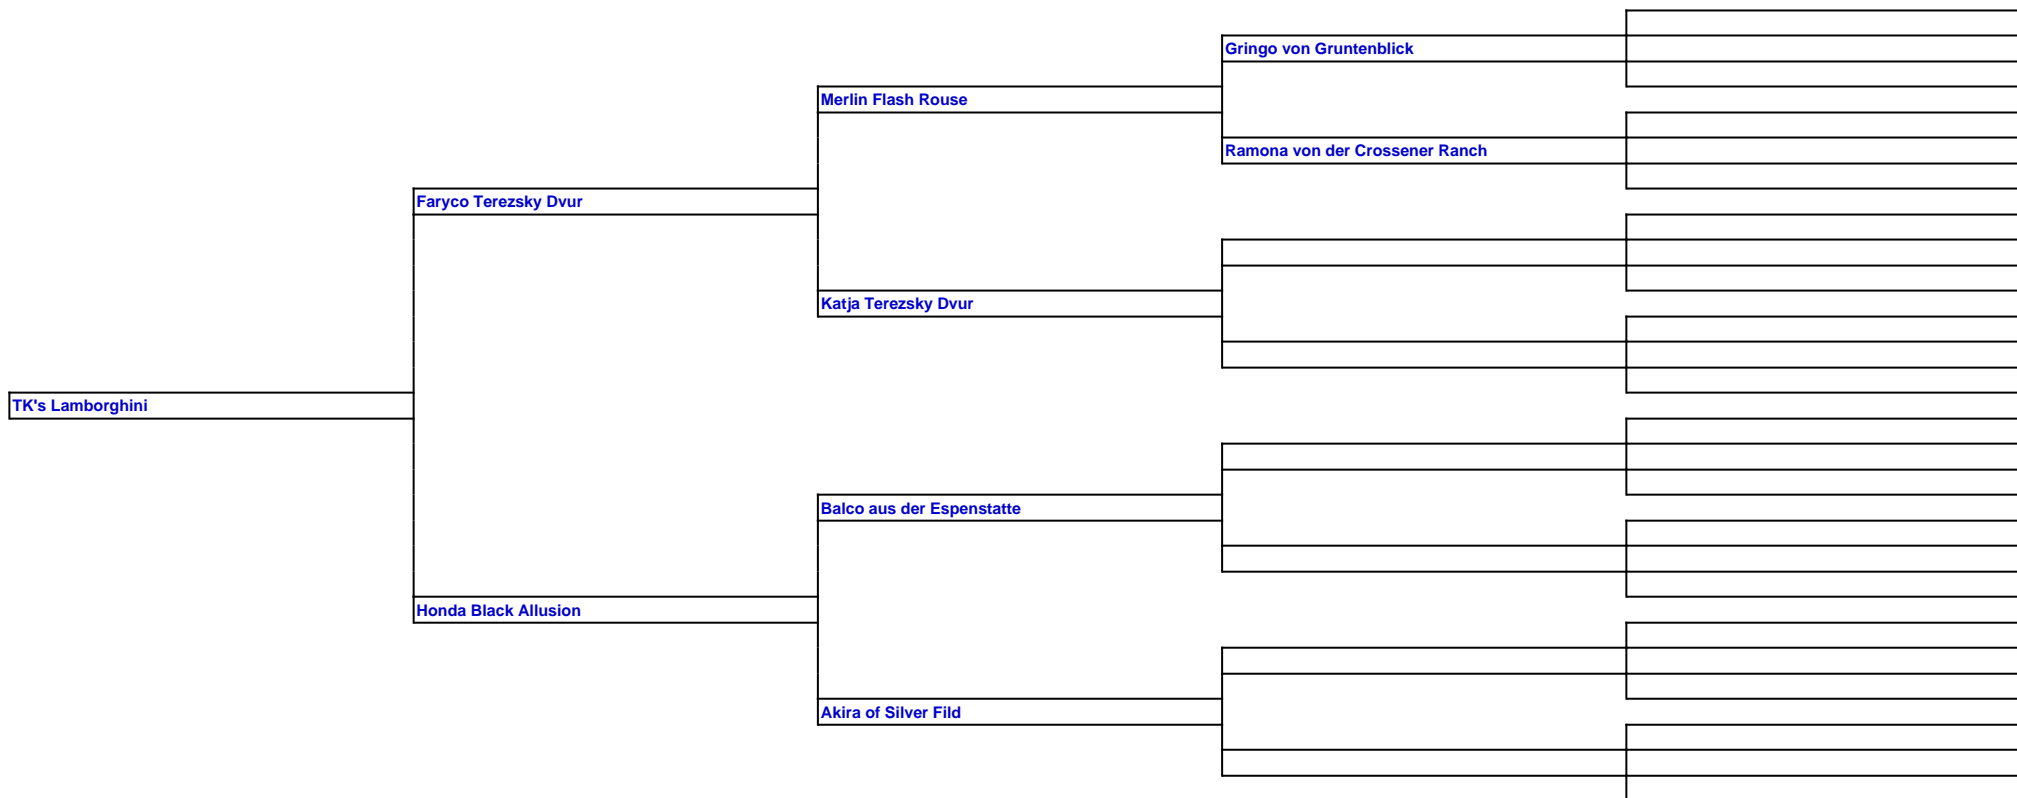 Gringo von Gruntenblick
Merlin Flash Rouse
Ramona von der Crossener Ranch
Faryco Terezsky Dvur
Katja Terezsky Dvur
TK's Lamborghini
Balco aus der Espenstatte
Honda Black Allusion
Akira of Silver Fild